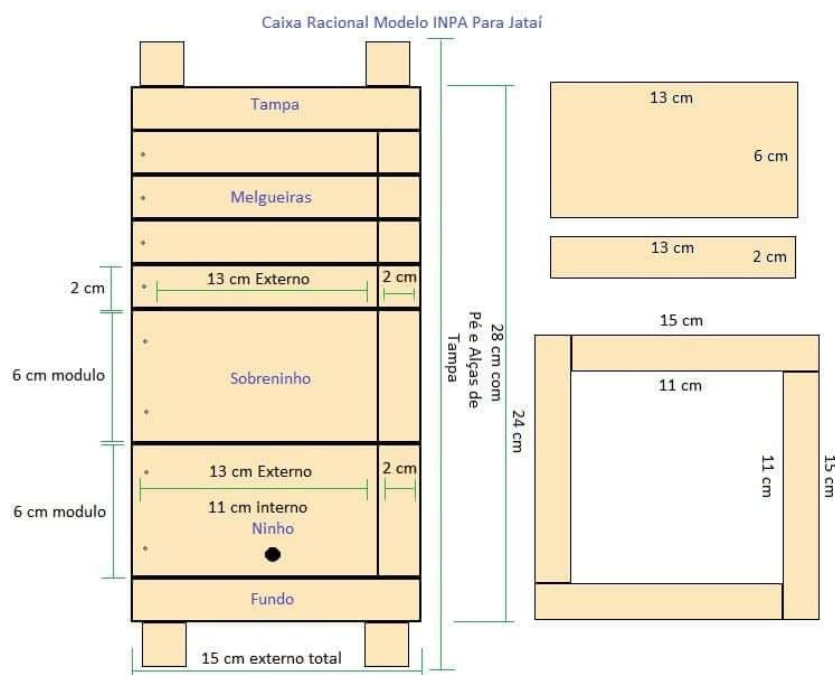 Caixa Racional Modelo INPA Para Jataí
Tampa
Melgueiras
13 cm Externo
2 cm
2 cm
Sobreninho
6 cm modulo
13 cm Externo
2 cm
11 cm interno
Ninho
6 cm modulo
Fundo
15 cm externo total
28 cm com
Pé e Alças de
Tampa
24 cm
13 cm
6 cm
13 cm
2 cm
15 cm
11 cm
11 cm
15 cm